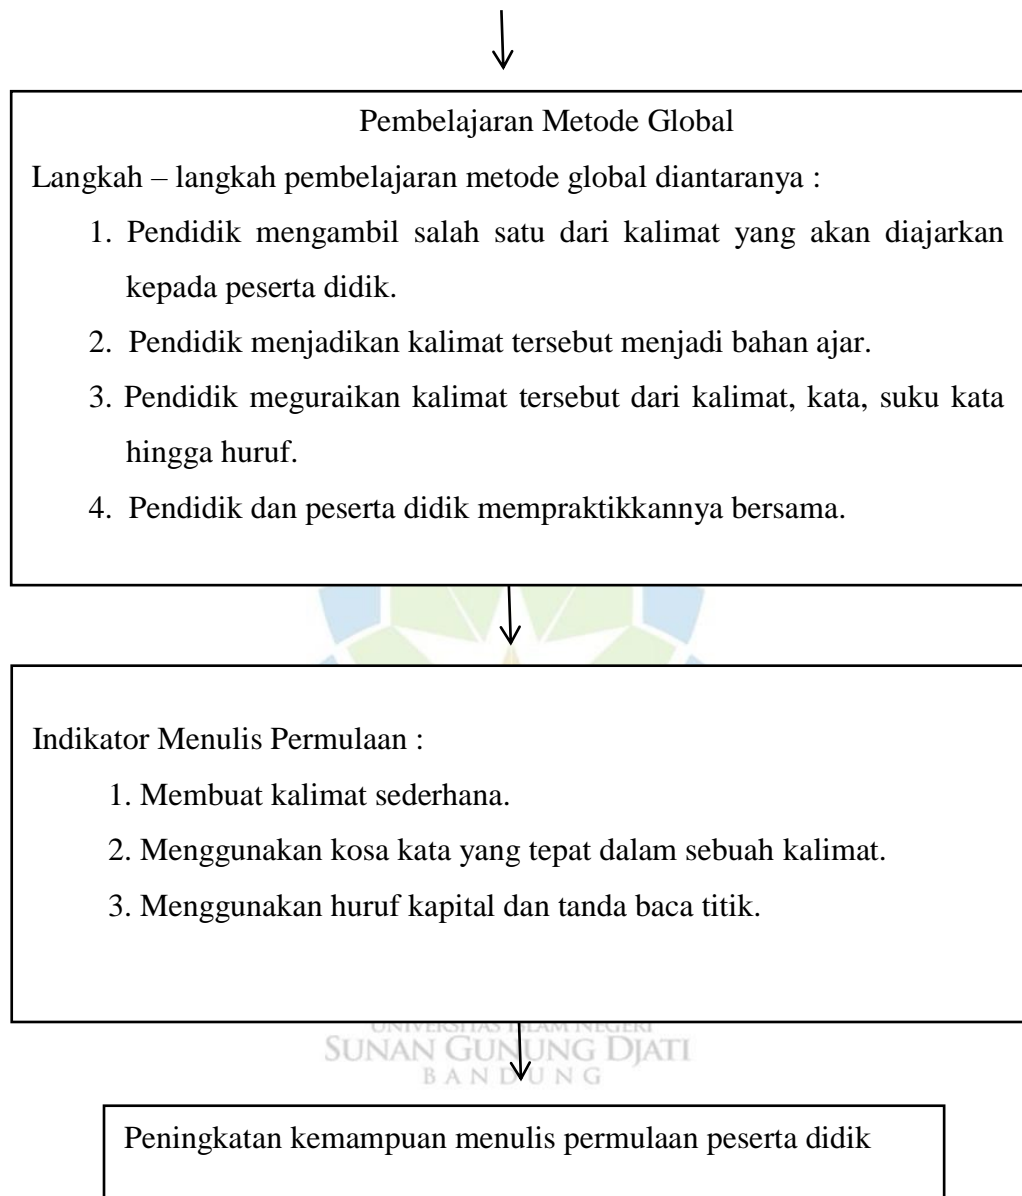 Pembelajaran Metode Global
Langkah – langkah pembelajaran metode global diantaranya :
1. Pendidik mengambil salah satu dari kalimat yang akan diajarkan
kepada peserta didik.
2. Pendidik menjadikan kalimat tersebut menjadi bahan ajar.
3. Pendidik meguraikan kalimat tersebut dari kalimat, kata, suku kata
hingga huruf.
4. Pendidik dan peserta didik mempraktikkannya bersama.
Indikator Menulis Permulaan :
1. Membuat kalimat sederhana.
2. Menggunakan kosa kata yang tepat dalam sebuah kalimat.
3. Menggunakan huruf kapital dan tanda baca titik.
UNIVERSITAS ISLAM NEGERI
SUNAN GUNUNG DJATI
BANDUNG
Peningkatan kemampuan menulis permulaan peserta didik